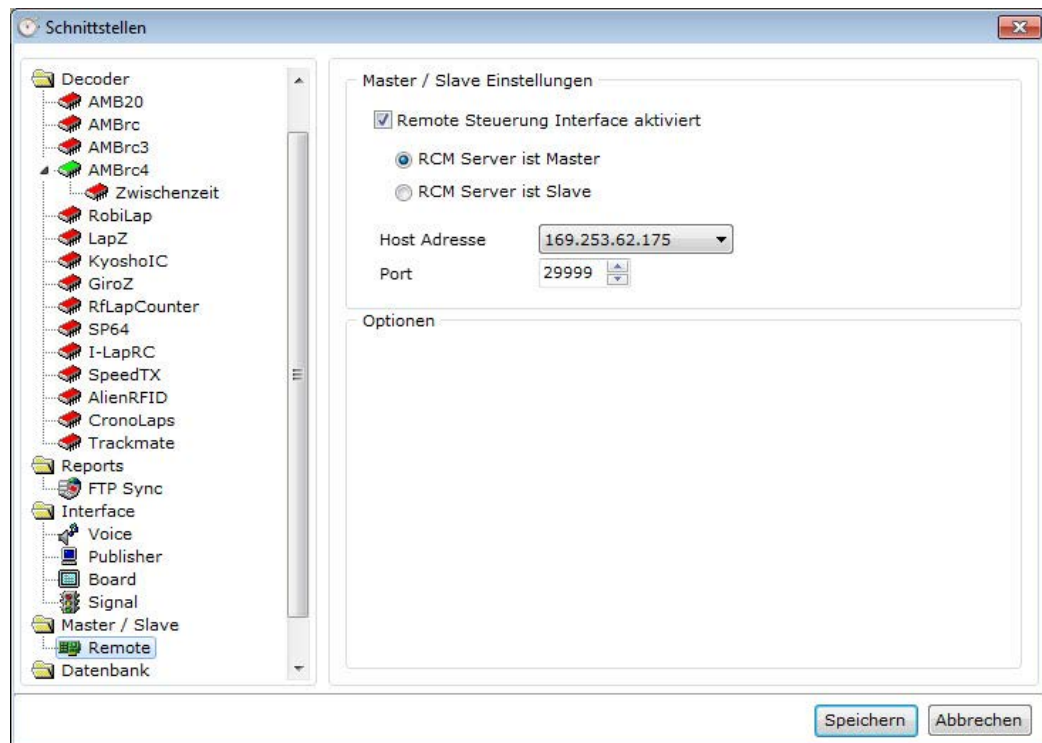 Schnittstellen
Decoder
AMB20
AMBrc
AMBrc3
AMBrc4
Zwischenzeit
RobiLap
LapZ
KyoshoIC
GiroZ
RfLapCounter
SP64
I-LapRC
SpeedTX
AlienRFID
CronoLaps
Trackmate
Reports
FTP Sync
Interface
Voice
Publisher
Board
Signal
Master / Slave
Remote
Datenbank
Master / Slave Einstellungen
Remote Steuerung Interface aktiviert
RCM Server ist Master
RCM Server ist Slave
Host Adresse 169.253.62.175
Port 29999
Optionen
Speichern Abbrechen